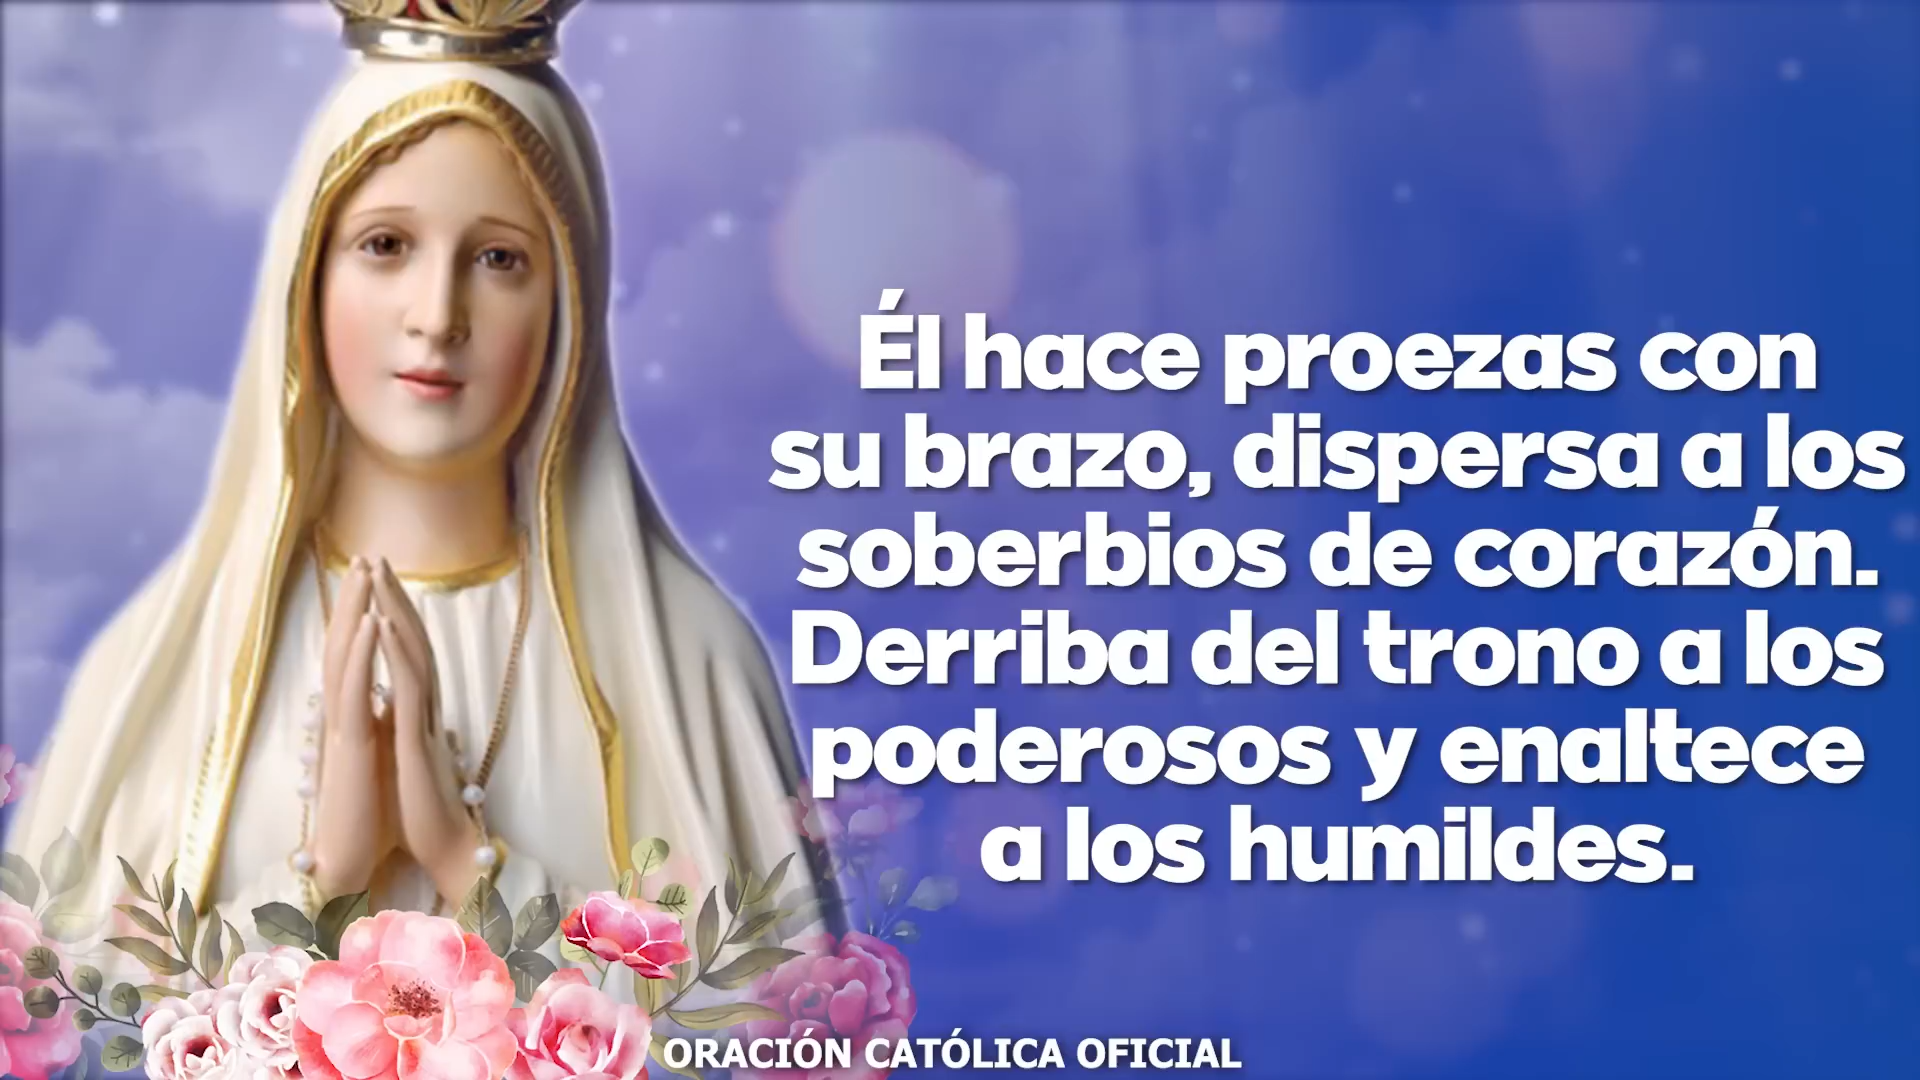 Él hace proezas con
su brazo, dispersa a los
soberbios de corazón.
Derriba del trono a los
poderosos y enaltece
a los humildes.
ORACIÓN CATÓLICA OFICIAL